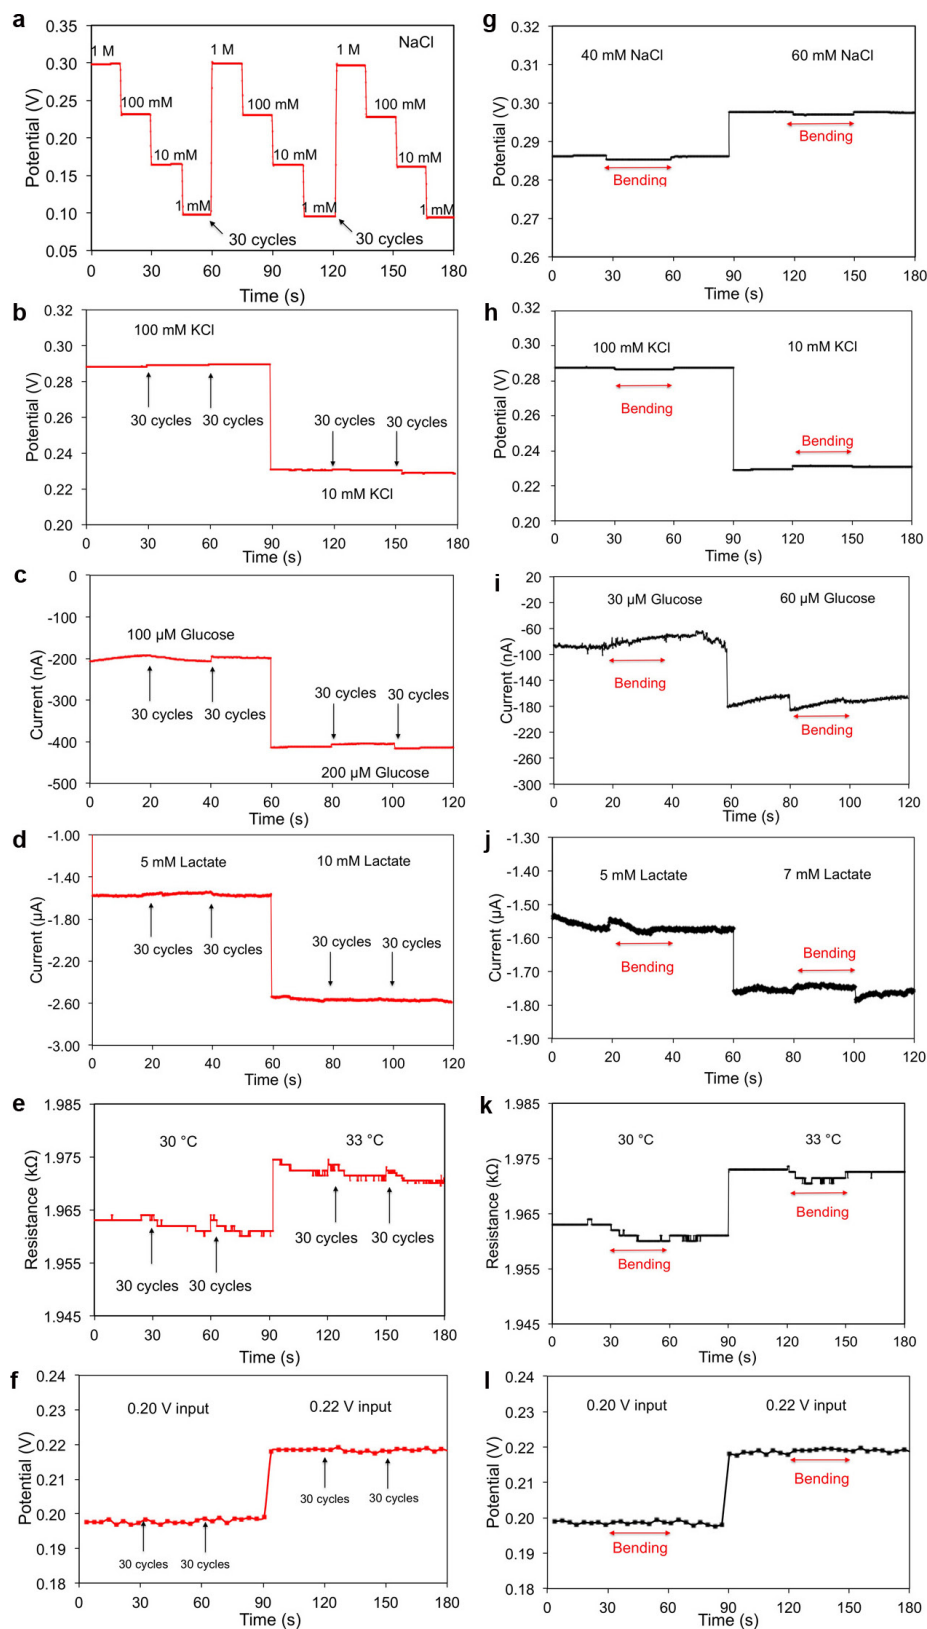 a
0.35
0.30
0.25
0.20
0.15
0.10
0.05
Potential (V)
1 M
1 M
1 M
NaCl
100 mM
100 mM
100 mM
10 mM
10 mM
10 mM
1 mM
1 mM
1 mM
30 cycles
30 cycles
0 30 60 90 120 150 180
Time (s)
g
0.32
0.31
0.30
0.29
0.28
0.27
0.26
Potential (V)
40 mM NaCl
60 mM NaCl
Bending
Bending
0 30 60 90 120 150 180
Time (s)
b
0.32
0.30
0.28
0.26
0.24
0.22
0.20
Potential (V)
100 mM KCl
30 cycles
30 cycles
30 cycles
30 cycles
10 mM KCl
0 30 60 90 120 150 180
Time (s)
h
0.32
0.29
0.26
0.23
0.20
Potential (V)
100 mM KCl
10 mM KCl
Bending
Bending
0 30 60 90 120 150 180
Time (s)
c
0
-100
-200
-300
-400
-500
Current (nA)
100 µM Glucose
30 cycles
30 cycles
30 cycles
30 cycles
200 µM Glucose
0 20 40 60 80 100 120
Time (s)
i
20
-20
-60
-100
-140
-180
-220
-260
-300
Current (nA)
30 µM Glucose
60 µM Glucose
Bending
Bending
0 20 40 60 80 100 120
Time (s)
d
-1.00
-1.40
-1.80
-2.20
-2.60
-3.00
Current (µA)
5 mM Lactate
10 mM Lactate
30 cycles
30 cycles
30 cycles
30 cycles
0 20 40 60 80 100 120
Time (s)
j
-1.30
-1.40
-1.50
-1.60
-1.70
-1.80
-1.90
Current (µA)
5 mM Lactate
7 mM Lactate
Bending
Bending
0 20 40 60 80 100 120
Time (s)
e
1.985
1.975
1.965
1.955
1.945
Resistance (kΩ)
30 °C
33 °C
30 cycles
30 cycles
30 cycles
30 cycles
0 30 60 90 120 150 180
Time (s)
k
1.985
1.975
1.965
1.955
1.945
Resistance (kΩ)
30 °C
33 °C
Bending
Bending
0 30 60 90 120 150 180
Time (s)
f
0.24
0.23
0.22
0.21
0.20
0.19
0.18
Potential (V)
0.20 V input
0.22 V input
30 cycles
30 cycles
30 cycles
30 cycles
0 30 60 90 120 150 180
Time (s)
l
0.24
0.23
0.22
0.21
0.20
0.19
0.18
Potential (V)
0.20 V input
0.22 V input
Bending
Bending
0 30 60 90 120 150 180
Time (s)